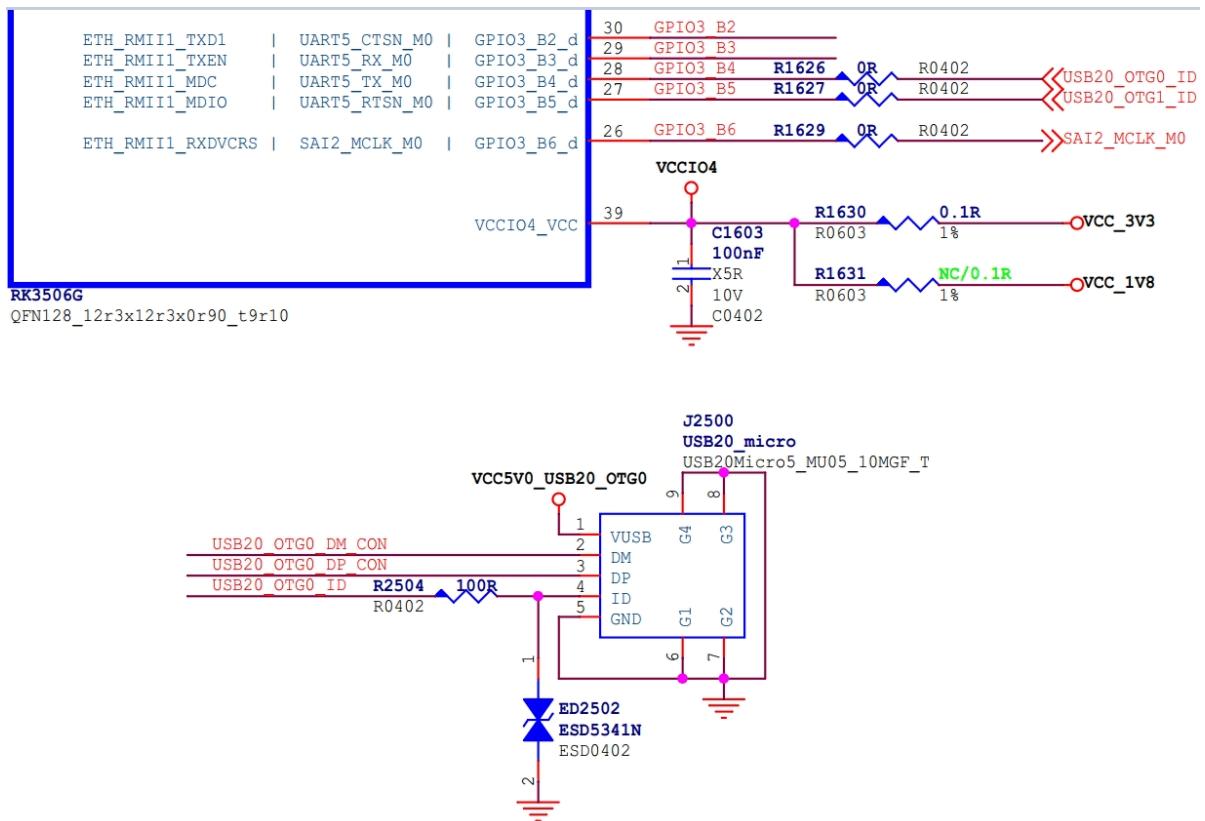 30 GPIO3_B2
ETH_RMII1_TXD1 | UART5_CTSN_M0 | GPIO3_B2_d
29 GPIO3_B3
ETH_RMII1_TXEN | UART5_RX_M0 | GPIO3_B3_d
28 GPIO3_B4 R1626 0R R0402 USB20_OTG0_ID
ETH_RMII1_MDC | UART5_TX_M0 | GPIO3_B4_d
27 GPIO3_B5 R1627 0R R0402 USB20_OTG1_ID
ETH_RMII1_MDIO | UART5_RTSN_M0 | GPIO3_B5_d
26 GPIO3_B6 R1629 0R R0402 SAI2_MCLK_M0
ETH_RMII1_RXDVCRS | SAI2_MCLK_M0 | GPIO3_B6_d
VCCIO4
39 R1630 0.1R VCC_3V3
VCCIO4_VCC
C1603 R0603 1%
100nF
1 X5R R1631 NC/0.1R VCC_1V8
2 10V R0603 1%
C0402
RK3506G
QFN128_12r3x12r3x0r90_t9r10
J2500
USB20_micro
USB20Micro5_MU05_10MGF_T
VCC5V0_USB20_OTG0
9 8
1 VUSB G4 G3
USB20_OTG0_DM_CON 2 DM
USB20_OTG0_DP_CON 3 DP
USB20_OTG0_ID R2504 100R 4 ID
R0402 5 GND G1 G2
1 6 7
ED2502
ESD5341N
ESD0402
2